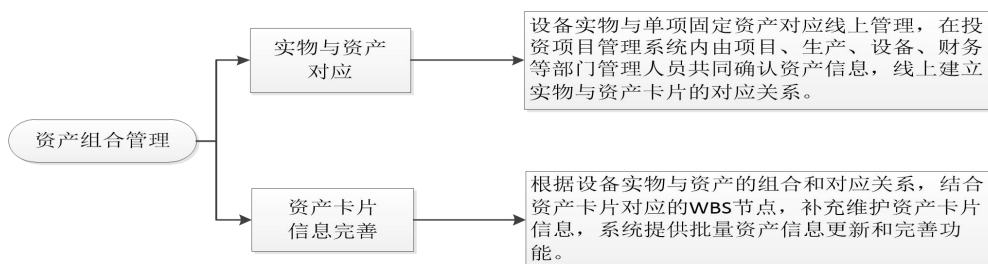 资产组合管理
实物与资产
对应
设备实物与单项固定资产对应线上管理，在投
资项目管理系统内由项目、生产、设备、财务
等部门管理人员共同确认资产信息，线上建立
实物与资产卡片的对应关系。
资产卡片
信息完善
根据设备实物与资产的组合和对应关系，结合
资产卡片对应的WBS节点，补充维护资产卡片
信息，系统提供批量资产信息更新和完善功
能。